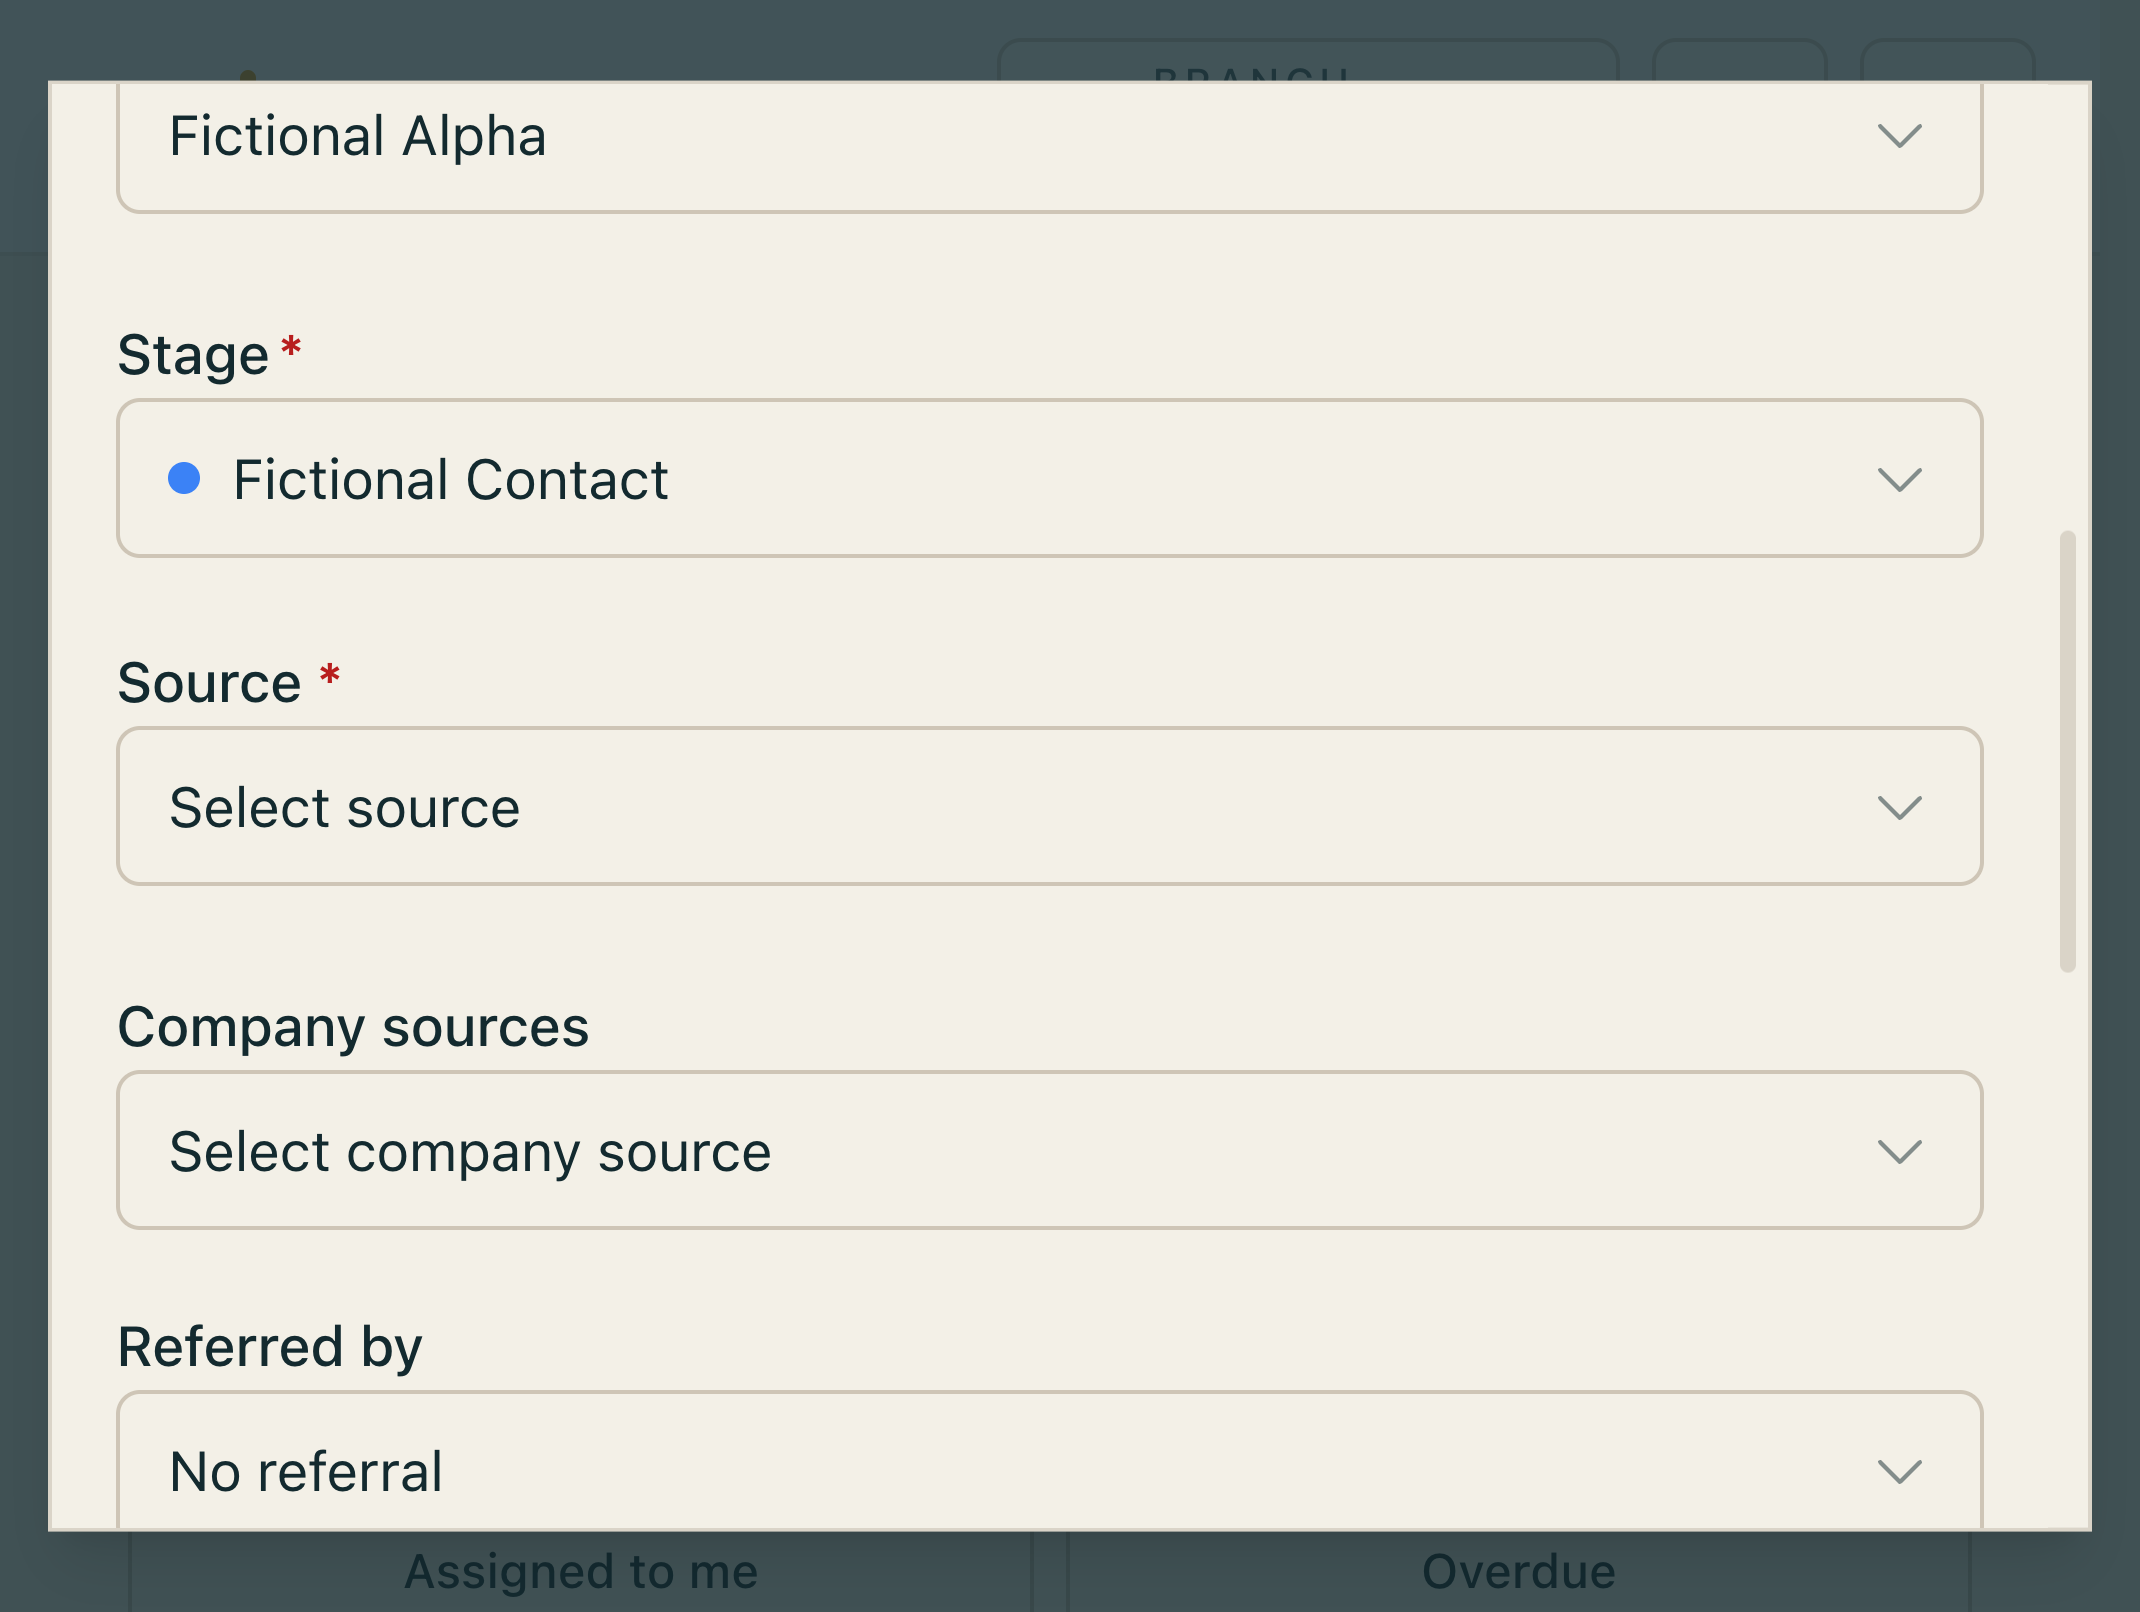 BRANCH
Fictional Alpha
Stage *
Fictional Contact
Source *
Select source
Company sources
Select company source
Referred by
No referral
Assigned to me
Overdue